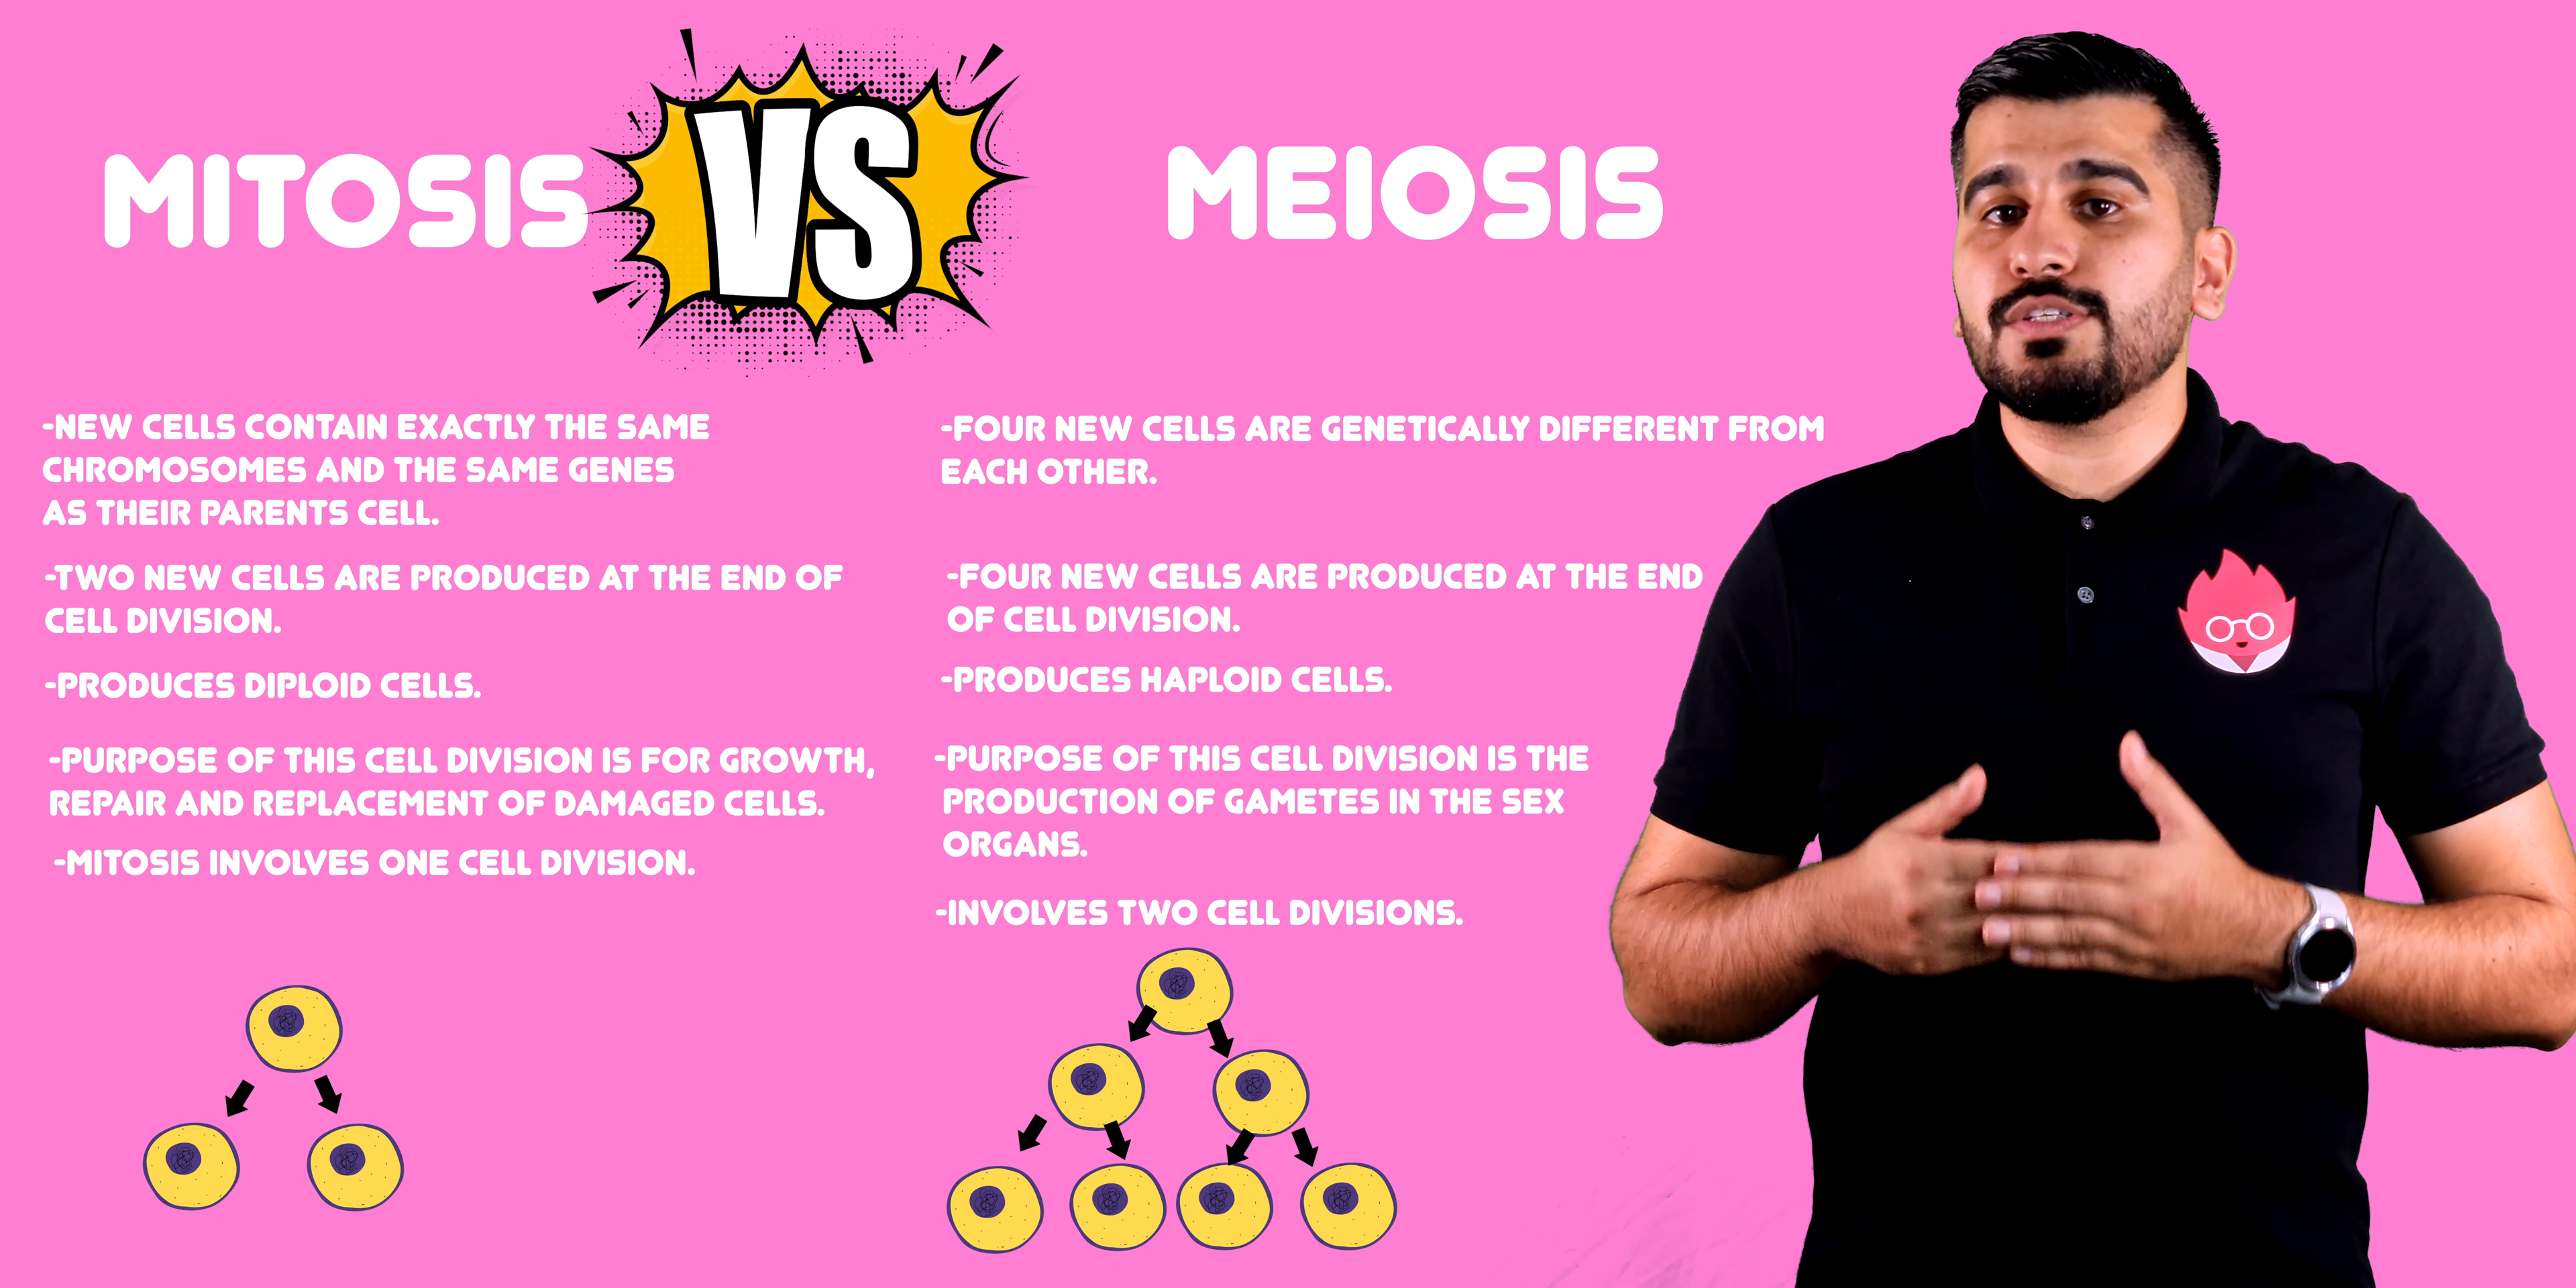 MITOSIS
VS
MEIOSIS
-NEW CELLS CONTAIN EXACTLY THE SAME
CHROMOSOMES AND THE SAME GENES
AS THEIR PARENTS CELL.
-TWO NEW CELLS ARE PRODUCED AT THE END OF
CELL DIVISION.
-PRODUCES DIPLOID CELLS.
-PURPOSE OF THIS CELL DIVISION IS FOR GROWTH,
REPAIR AND REPLACEMENT OF DAMAGED CELLS.
-MITOSIS INVOLVES ONE CELL DIVISION.
-FOUR NEW CELLS ARE GENETICALLY DIFFERENT FROM
EACH OTHER.
-FOUR NEW CELLS ARE PRODUCED AT THE END
OF CELL DIVISION.
-PRODUCES HAPLOID CELLS.
-PURPOSE OF THIS CELL DIVISION IS THE
PRODUCTION OF GAMETES IN THE SEX
ORGANS.
-INVOLVES TWO CELL DIVISIONS.